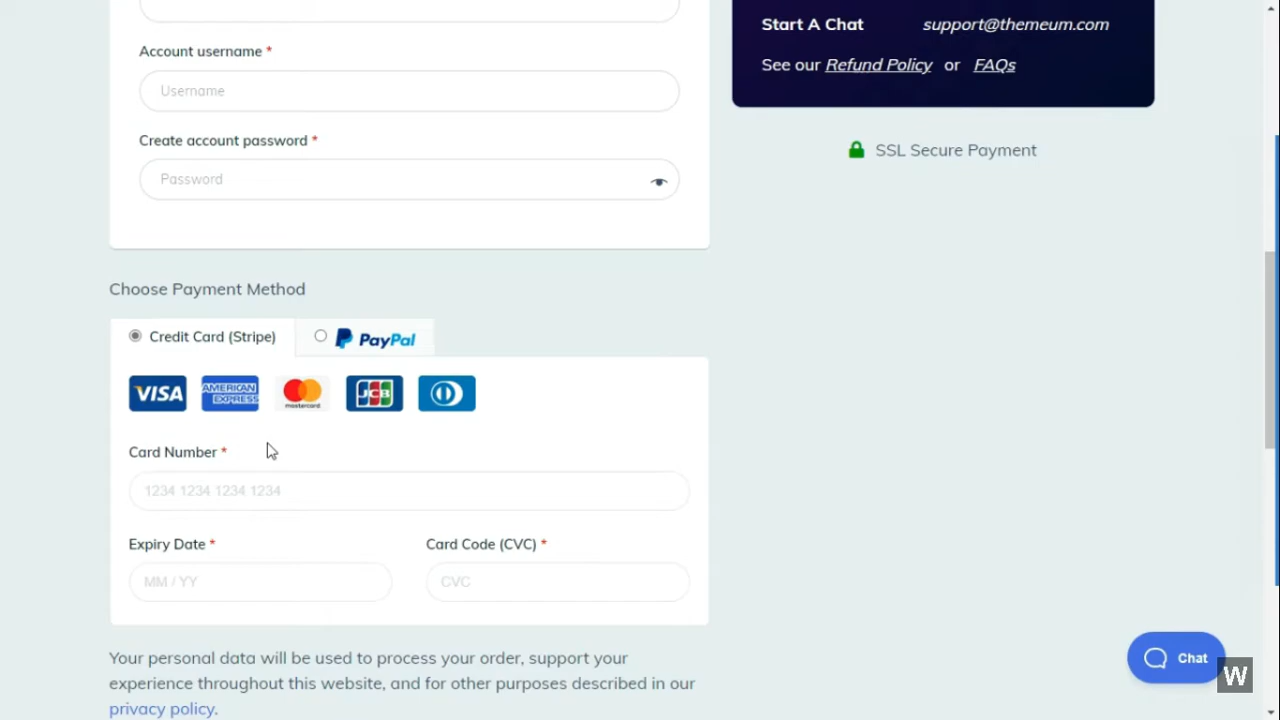 Start A Chat support@themeum.com
See our Refund Policy or FAQs
SSL Secure Payment
Account username *
Username
Create account password *
Password
Choose Payment Method
Credit Card (Stripe)
PayPal
VISA
AMERICAN EXPRESS
mastercard
JCB
Card Number *
1234 1234 1234 1234
Expiry Date * Card Code (CVC) *
MM / YY CVC
Your personal data will be used to process your order, support your
experience throughout this website, and for other purposes described in our
privacy policy.
Chat
W